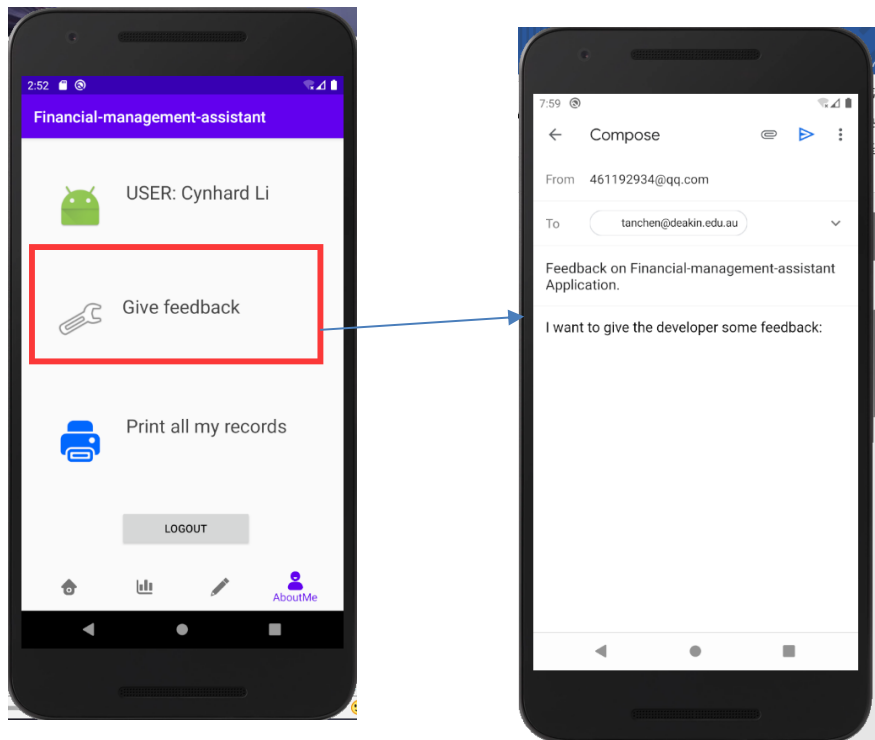 2:52
Financial-management-assistant
USER: Cynhard Li
Give feedback
Print all my records
LOGOUT
AboutMe
7:59
Compose
From 461192934@qq.com
To tanchen@deakin.edu.au
Feedback on Financial-management-assistant
Application.
I want to give the developer some feedback: